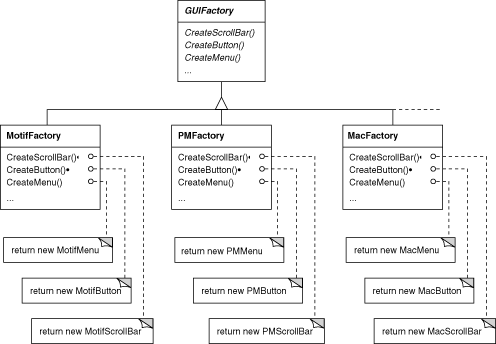 GUIFactory
CreateScrollBar()
CreateButton()
CreateMenu()
...
MotifFactory
CreateScrollBar()
CreateButton()
CreateMenu()
...
PMFactory
CreateScrollBar()
CreateButton()
CreateMenu()
...
MacFactory
CreateScrollBar()
CreateButton()
CreateMenu()
...
return new MotifMenu
return new PMMenu
return new MacMenu
return new MotifButton
return new PMButton
return new MacButton
return new MotifScrollBar
return new PMScrollBar
return new MacScrollBar